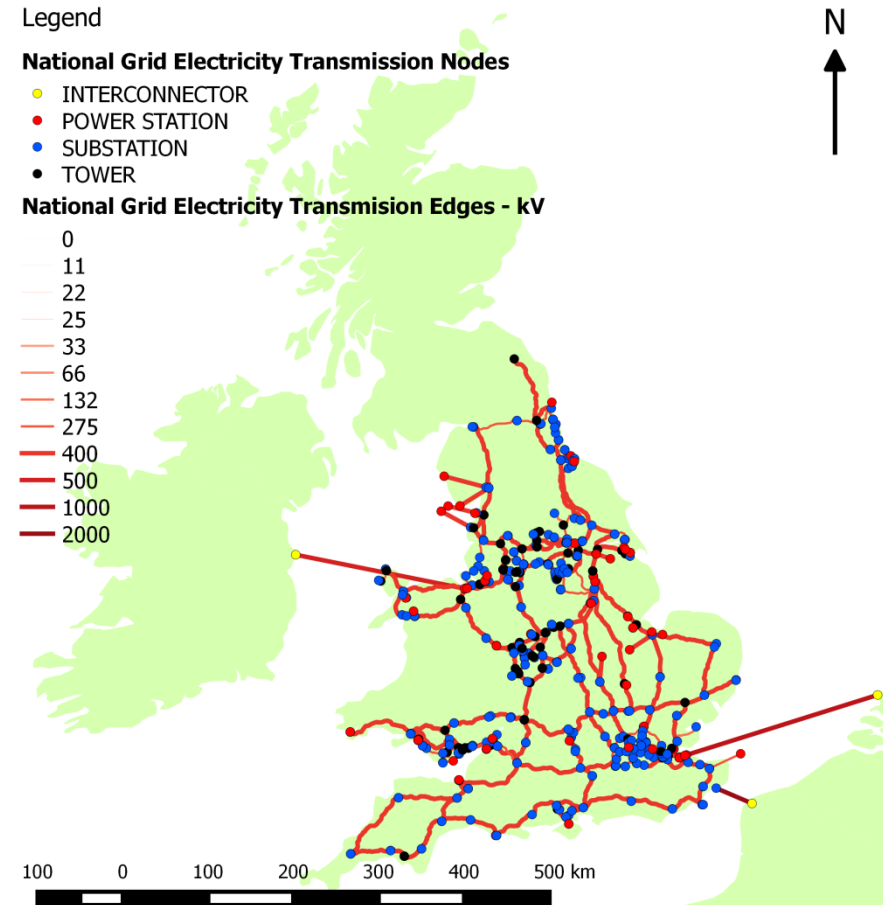 Legend
N
National Grid Electricity Transmission Nodes
INTERCONNECTOR
POWER STATION
SUBSTATION
TOWER
National Grid Electricity Transmision Edges - kV
0
11
22
25
33
66
132
275
400
500
1000
2000
100 0 100 200 300 400 500 km